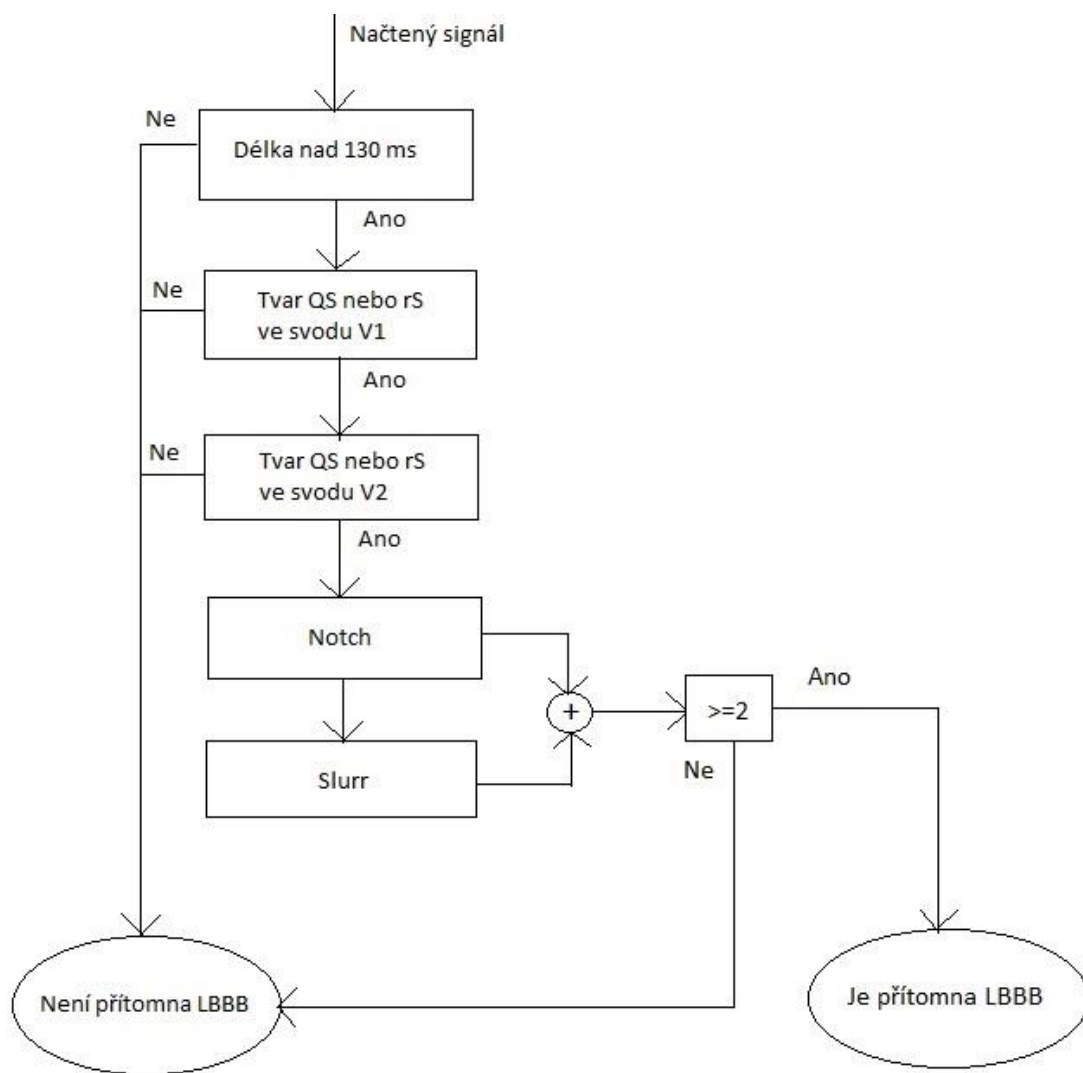 Načtený signál
Ne
Délka nad 130 ms
Ano
Ne
Tvar QS nebo rS
ve svodu V1
Ano
Ne
Tvar QS nebo rS
ve svodu V2
Ano
Notch
+
>=2
Ano
Ne
Slurr
Není přítomna LBBB
Je přítomna LBBB